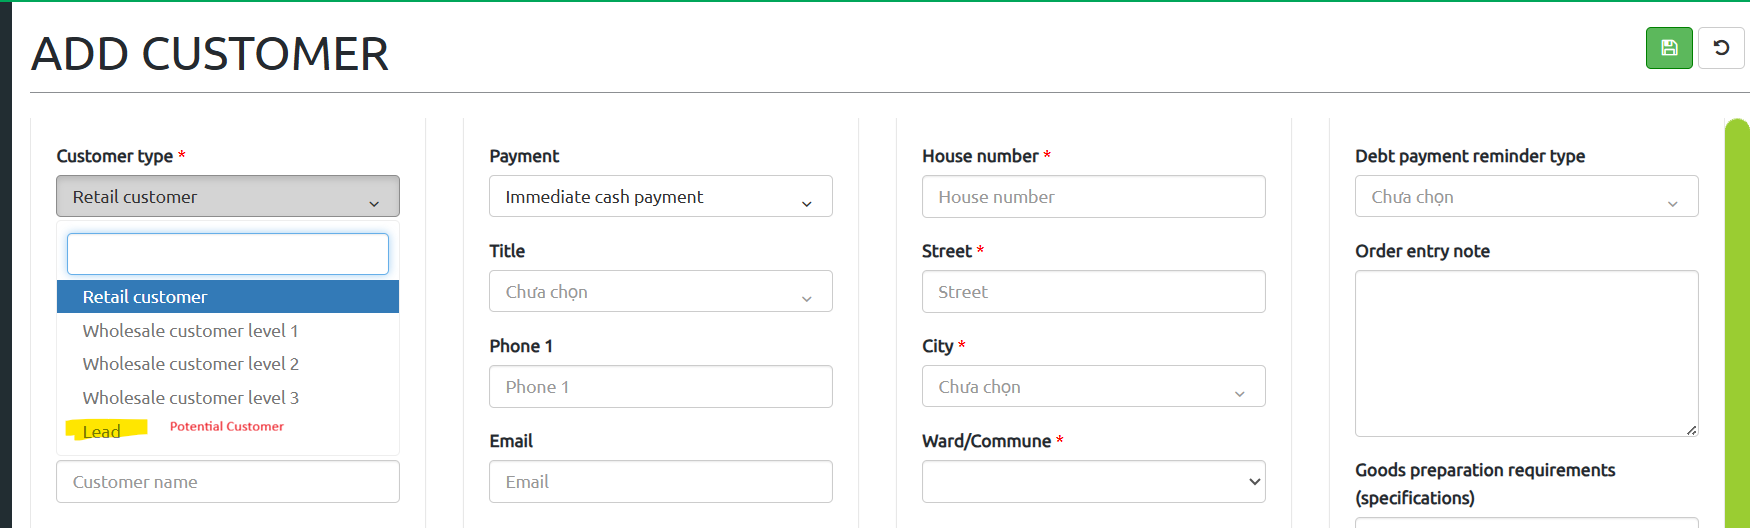 ADD CUSTOMER
Customer type *
Retail customer
Retail customer
Wholesale customer level 1
Wholesale customer level 2
Wholesale customer level 3
Lead
Potential Customer
Customer name
Payment
Immediate cash payment
Title
Chưa chọn
Phone 1
Phone 1
Email
Email
House number *
House number
Street *
Street
City *
Chưa chọn
Ward/Commune *
Debt payment reminder type
Chưa chọn
Order entry note
Goods preparation requirements
(specifications)